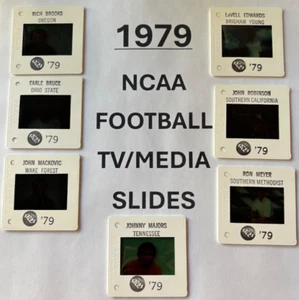 RICH BROOKS
OREGON
'79
EARLE BRUCE
OHIO STATE
'79
JOHN MACKOVIC
WAKE FOREST
'79
1979
NCAA
FOOTBALL
TV/MEDIA
SLIDES
JOHNNY MAJORS
TENNESSEE
'79
LaVELL EDWARDS
BRIGHAM YOUNG
'79
JOHN ROBINSON
SOUTHERN CALIFORNIA
'79
RON MEYER
SOUTHERN METHODIST
'79